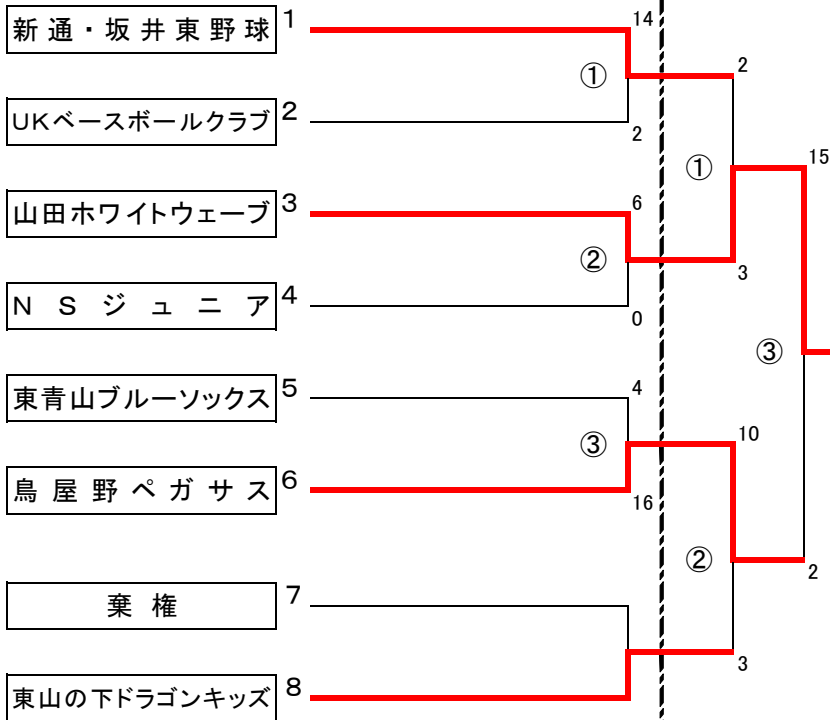 新通・坂井東野球 1
14
① 2
UKベースボールクラブ 2
2
① 15
山田ホワイトウェーブ 3
6
② 3
NSジュニア 4
0
③
東青山ブルーソックス 5
4
③ 10
鳥屋野ペガサス 6
16
② 2
棄権 7
3
東山の下ドラゴンキッズ 8